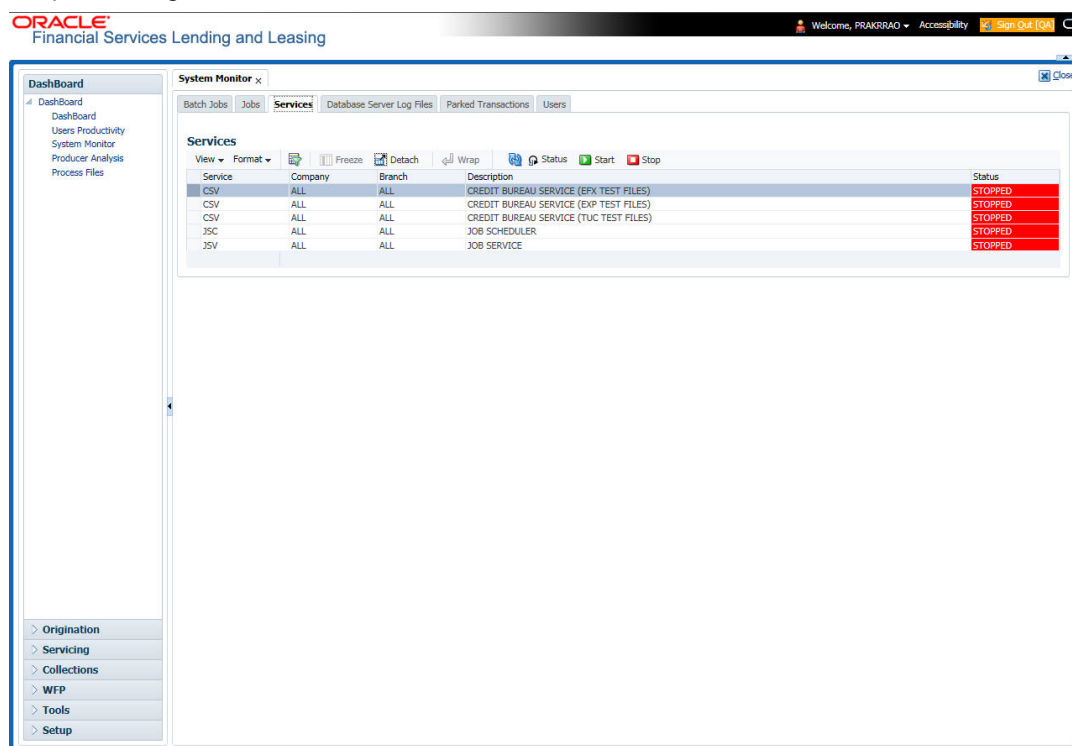 ORACLE
Financial Services Lending and Leasing
Welcome, PRAKRRAO Accessibility Sign Out [QA]
Close
DashBoard
DashBoard
DashBoard
Users Productivity
System Monitor
Producer Analysis
Process Files
Origination
Servicing
Collections
WFP
Tools
Setup
System Monitor x
Batch Jobs Jobs Services Database Server Log Files Parked Transactions Users
Services
View Format Freeze Detach Wrap Status Start Stop
Service Company Branch Description Status
CSV ALL ALL CREDIT BUREAU SERVICE (EFX TEST FILES) STOPPED
CSV ALL ALL CREDIT BUREAU SERVICE (EXP TEST FILES) STOPPED
CSV ALL ALL CREDIT BUREAU SERVICE (TUC TEST FILES) STOPPED
JSC ALL ALL JOB SCHEDULER STOPPED
JSV ALL ALL JOB SERVICE STOPPED